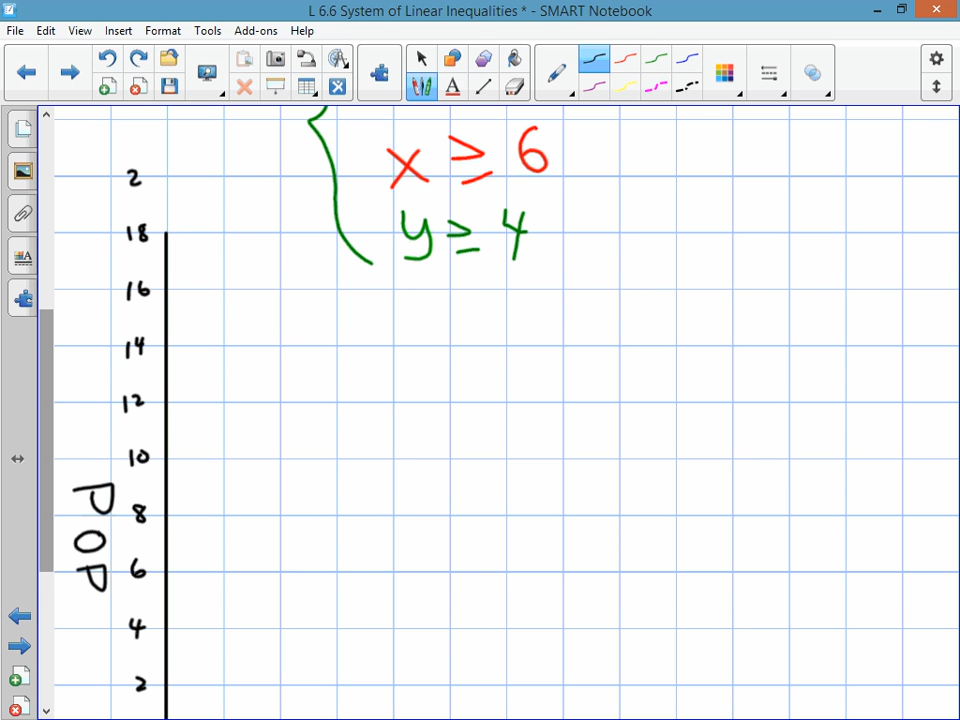 L 6.6 System of Linear Inequalities * - SMART Notebook
File Edit View Insert Format Tools Add-ons Help
x ≥ 6
2
y ≥ 4
18
16
14
12
10
8
6
4
2
POP